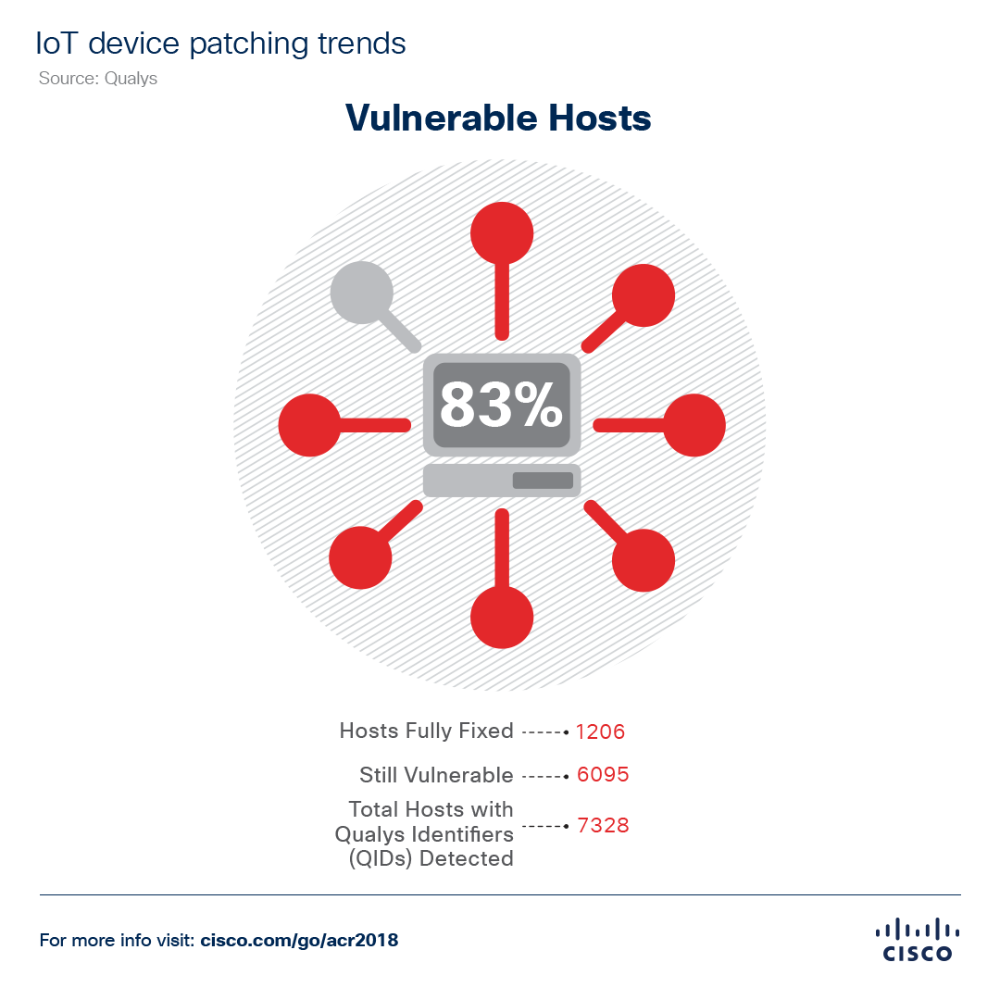 IoT device patching trends
Source: Qualys
Vulnerable Hosts
83%
Hosts Fully Fixed 1206
Still Vulnerable 6095
Total Hosts with
Qualys Identifiers 7328
(QIDs) Detected
For more info visit: cisco.com/go/acr2018
CISCO